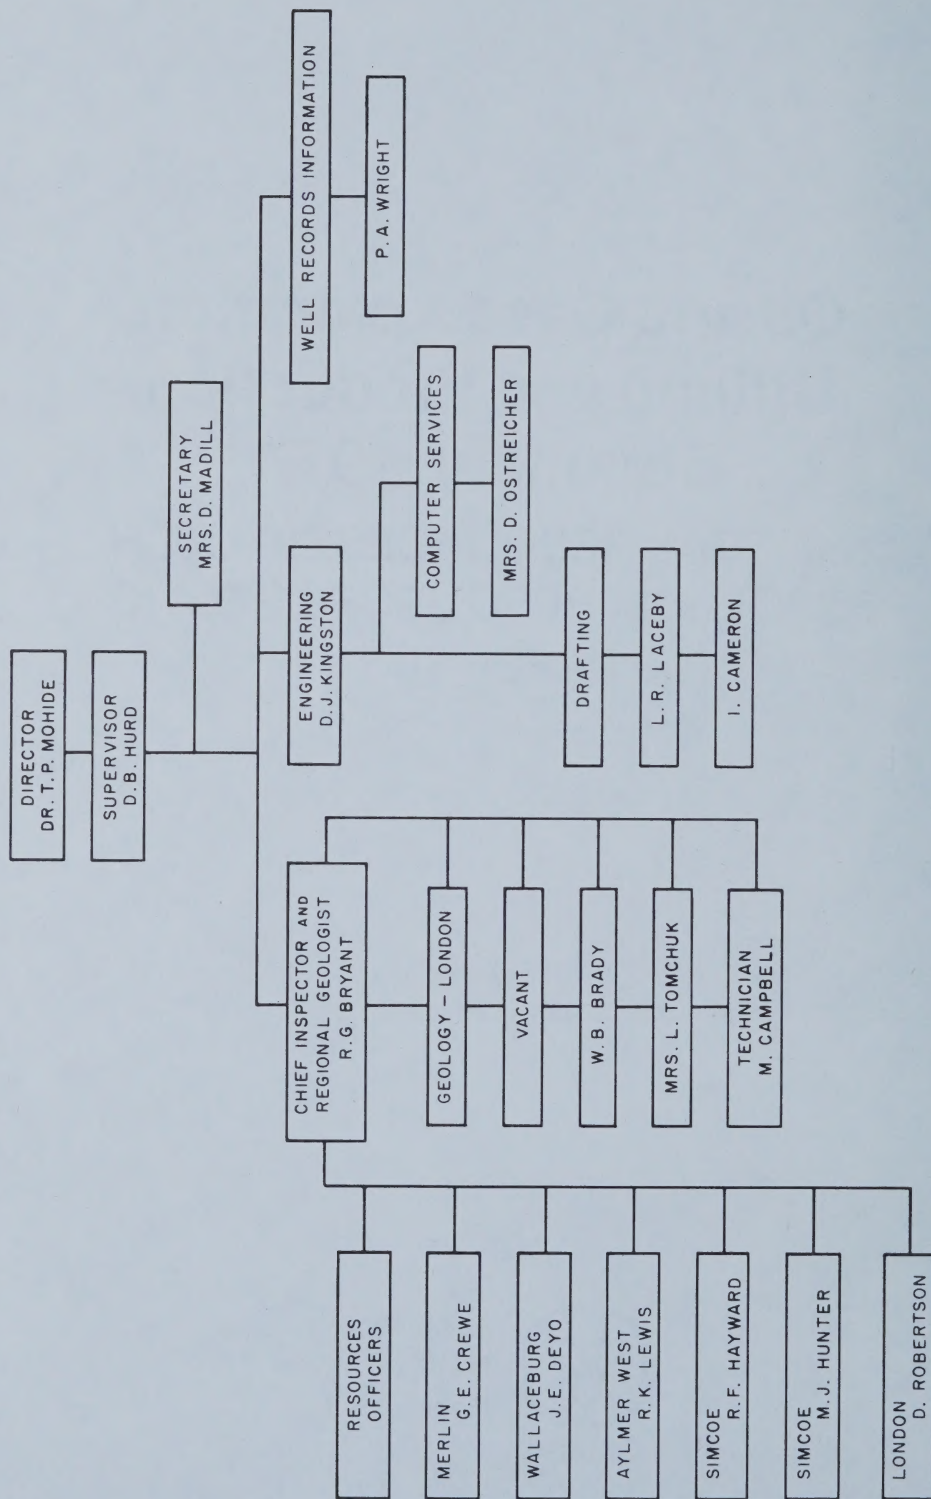 DIRECTOR
DR. T. P. MOHIDE
SUPERVISOR
D. B. HURD
SECRETARY
MRS. D. MADILL
CHIEF INSPECTOR AND
REGIONAL GEOLOGIST
R. G. BRYANT
ENGINEERING
D. J. KINGSTON
WELL RECORDS INFORMATION
RESOURCES
OFFICERS
MERLIN
G. E. CREWE
WALLACEBURG
J. E. DEYO
AYLMER WEST
R. K. LEWIS
SIMCOE
R. F. HAYWARD
SIMCOE
M. J. HUNTER
LONDON
D. ROBERTSON
GEOLOGY – LONDON
VACANT
W. B. BRADY
MRS. L. TOMCHUK
TECHNICIAN
M. CAMPBELL
COMPUTER SERVICES
MRS. D. OSTREICHER
DRAFTING
L. R. LACEBY
I. CAMERON
P. A. WRIGHT